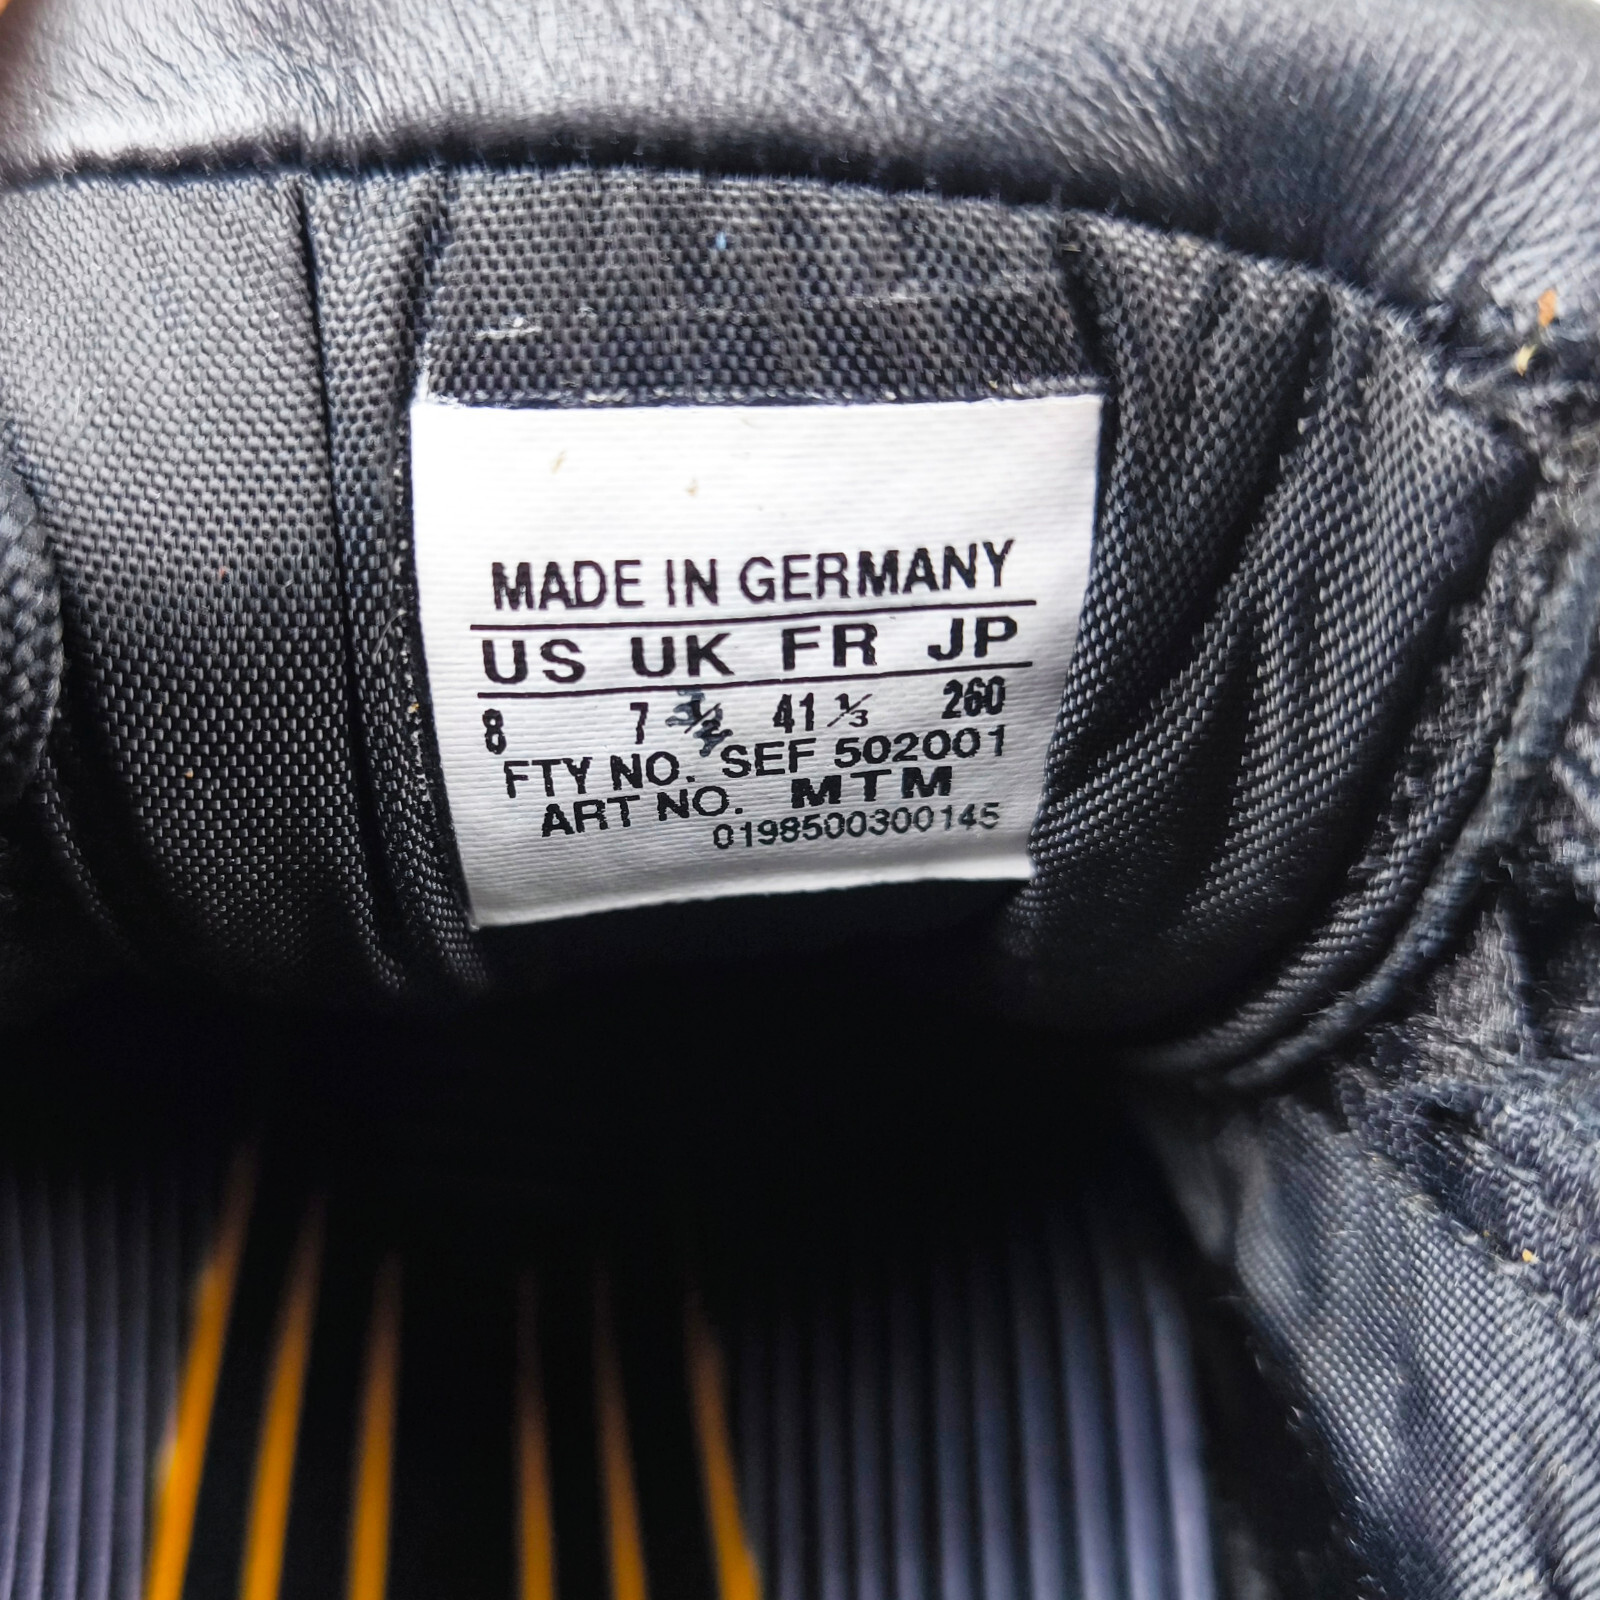 MADE IN GERMANY
US UK FR JP
8 7 ½ 41 ⅓ 260
FTY NO. SEF 502001
ART NO. MTM
0198500300145